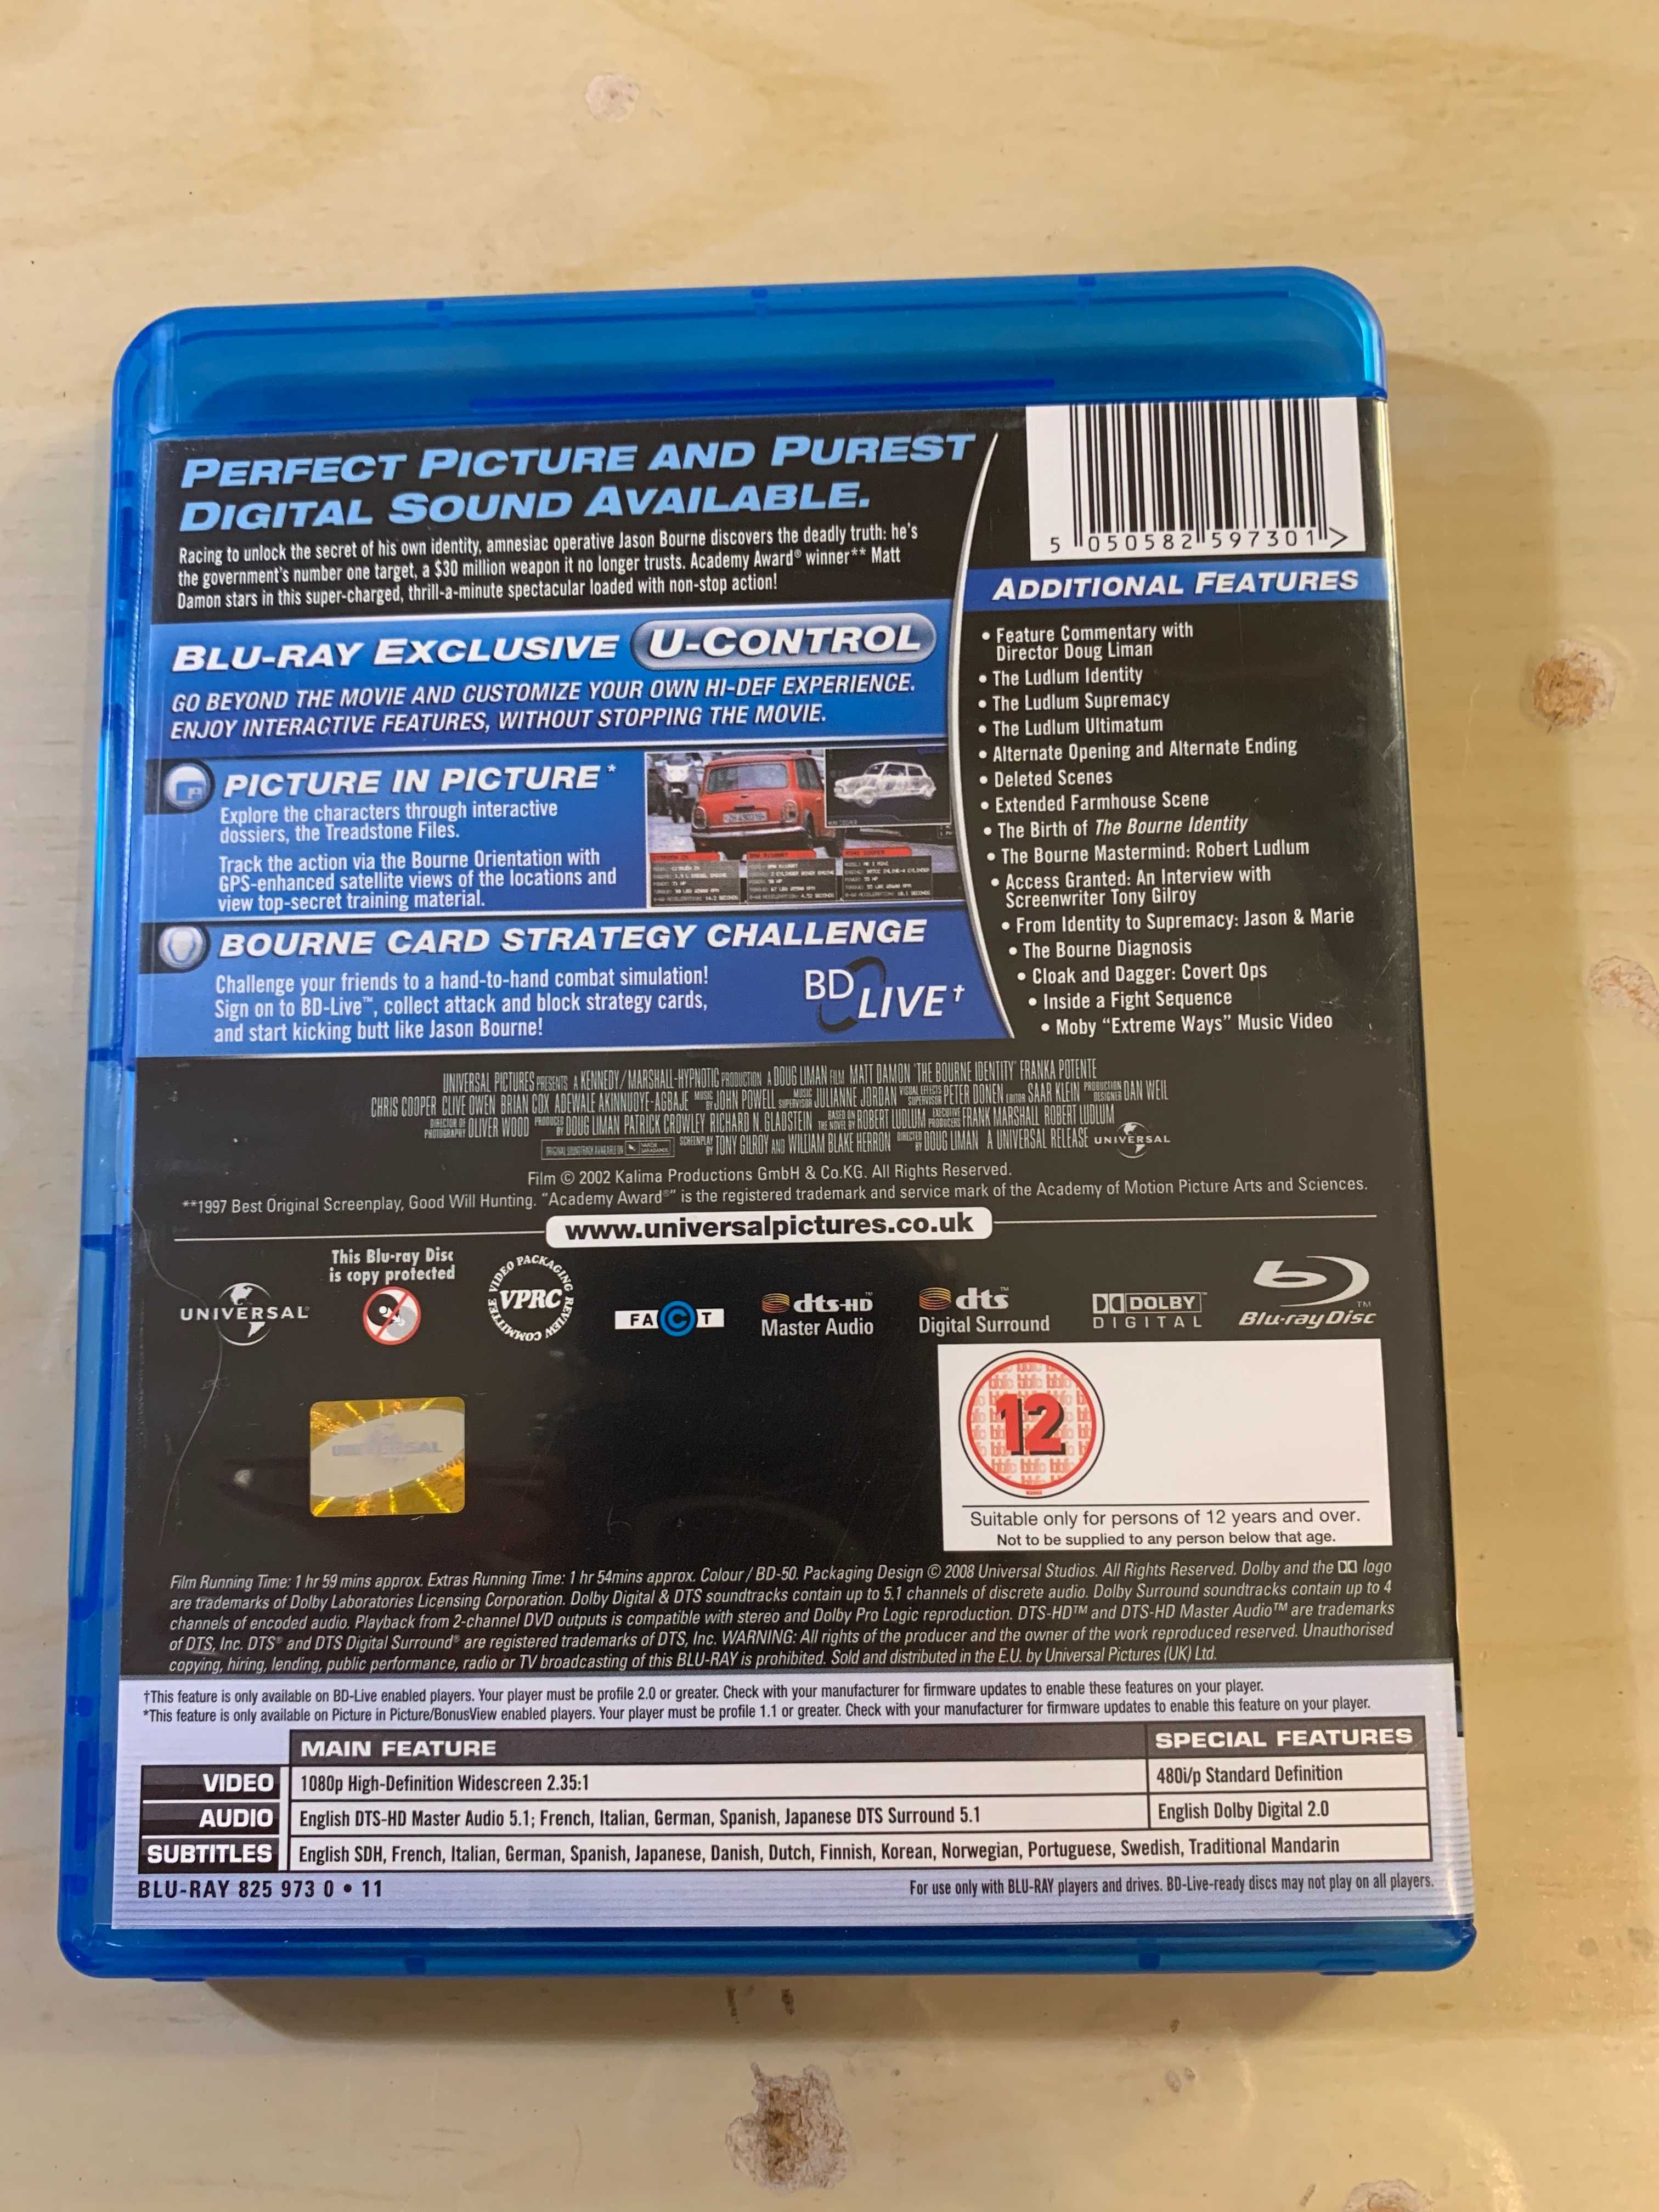 PERFECT PICTURE AND PUREST
DIGITAL SOUND AVAILABLE.
Racing to unlock the secret of his own identity, amnesiac operative Jason Bourne discovers the deadly truth: he's
the government's number one target, a $30 million weapon it no longer trusts. Academy Award® winner** Matt
Damon stars in this super-charged, thrill-a-minute spectacular loaded with non-stop action!
BLU-RAY EXCLUSIVE U-CONTROL
GO BEYOND THE MOVIE AND CUSTOMIZE YOUR OWN HI-DEF EXPERIENCE.
ENJOY INTERACTIVE FEATURES, WITHOUT STOPPING THE MOVIE.
PICTURE IN PICTURE*
Explore the characters through interactive
dossiers, the Treadstone Files.
Track the action via the Bourne Orientation with
GPS-enhanced satellite views of the locations and
view top-secret training material.
BOURNE CARD STRATEGY CHALLENGE
Challenge your friends to a hand-to-hand combat simulation!
Sign on to BD-Live™, collect attack and block strategy cards,
and start kicking butt like Jason Bourne!
BD LIVE†
5 050582 597301 >
ADDITIONAL FEATURES
• Feature Commentary with
Director Doug Liman
• The Ludlum Identity
• The Ludlum Supremacy
• The Ludlum Ultimatum
• Alternate Opening and Alternate Ending
• Deleted Scenes
• Extended Farmhouse Scene
• The Birth of The Bourne Identity
• The Bourne Mastermind: Robert Ludlum
• Access Granted: An Interview with
Screenwriter Tony Gilroy
• From Identity to Supremacy: Jason & Marie
• The Bourne Diagnosis
• Cloak and Dagger: Covert Ops
• Inside a Fight Sequence
• Moby "Extreme Ways" Music Video
UNIVERSAL PICTURES PRESENTS A KENNEDY/MARSHALL-HYPNOTIC PRODUCTION A DOUG LIMAN FILM MATT DAMON 'THE BOURNE IDENTITY' FRANKA POTENTE
CHRIS COOPER CLIVE OWEN BRIAN COX ADEWALE AKINNUOYE-AGBAJE MUSIC BY JOHN POWELL MUSIC SUPERVISOR JULIANNE JORDAN VISUAL EFFECTS SUPERVISOR PETER DONEN EDITOR SAAR KLEIN PRODUCTION DESIGNER DAN WEIL
DIRECTOR OF PHOTOGRAPHY OLIVER WOOD PRODUCED BY DOUG LIMAN PATRICK CROWLEY RICHARD N. GLADSTEIN BASED ON THE NOVEL BY ROBERT LUDLUM EXECUTIVE PRODUCERS FRANK MARSHALL ROBERT LUDLUM
SCREENPLAY BY TONY GILROY AND WILLIAM BLAKE HERRON DIRECTED BY DOUG LIMAN A UNIVERSAL RELEASE UNIVERSAL
Film © 2002 Kalima Productions GmbH & Co.KG. All Rights Reserved.
**1997 Best Original Screenplay, Good Will Hunting. "Academy Award®" is the registered trademark and service mark of the Academy of Motion Picture Arts and Sciences.
www.universalpictures.co.uk
UNIVERSAL
This Blu-ray Disc
is copy protected
VIDEO PACKAGING REVIEW COMMITTEE
VPRC
FACT
dts-HD™
Master Audio
dts™
Digital Surround
DOLBY™
DIGITAL
Blu-ray Disc™
UNIVERSAL
12
Suitable only for persons of 12 years and over.
Not to be supplied to any person below that age.
Film Running Time: 1 hr 59 mins approx. Extras Running Time: 1 hr 54mins approx. Colour / BD-50. Packaging Design © 2008 Universal Studios. All Rights Reserved. Dolby and the logo
are trademarks of Dolby Laboratories Licensing Corporation. Dolby Digital & DTS soundtracks contain up to 5.1 channels of discrete audio. Dolby Surround soundtracks contain up to 4
channels of encoded audio. Playback from 2-channel DVD outputs is compatible with stereo and Dolby Pro Logic reproduction. DTS-HD™ and DTS-HD Master Audio™ are trademarks
of DTS, Inc. DTS® and DTS Digital Surround® are registered trademarks of DTS, Inc. WARNING: All rights of the producer and the owner of the work reproduced reserved. Unauthorised
copying, hiring, lending, public performance, radio or TV broadcasting of this BLU-RAY is prohibited. Sold and distributed in the E.U. by Universal Pictures (UK) Ltd.
†This feature is only available on BD-Live enabled players. Your player must be profile 2.0 or greater. Check with your manufacturer for firmware updates to enable these features on your player.
*This feature is only available on Picture in Picture/BonusView enabled players. Your player must be profile 1.1 or greater. Check with your manufacturer for firmware updates to enable this feature on your player.
MAIN FEATURE SPECIAL FEATURES
VIDEO 1080p High-Definition Widescreen 2.35:1 480i/p Standard Definition
AUDIO English DTS-HD Master Audio 5.1; French, Italian, German, Spanish, Japanese DTS Surround 5.1 English Dolby Digital 2.0
SUBTITLES English SDH, French, Italian, German, Spanish, Japanese, Danish, Dutch, Finnish, Korean, Norwegian, Portuguese, Swedish, Traditional Mandarin
BLU-RAY 825 973 0 • 11
For use only with BLU-RAY players and drives. BD-Live-ready discs may not play on all players.